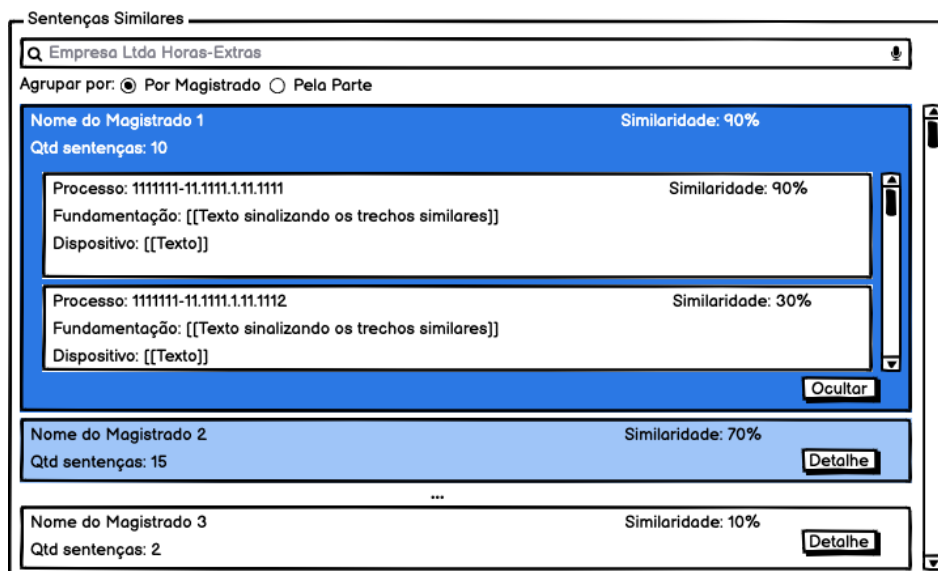 Sentenças Similares
Empresa Ltda Horas-Extras
Agrupar por: Por Magistrado Pela Parte
Nome do Magistrado 1 Similaridade: 90%
Qtd sentenças: 10
Processo: 1111111-11.1111.1.11.1111 Similaridade: 90%
Fundamentação: [[Texto sinalizando os trechos similares]]
Dispositivo: [[Texto]]
Processo: 1111111-11.1111.1.11.1112 Similaridade: 30%
Fundamentação: [[Texto sinalizando os trechos similares]]
Dispositivo: [[Texto]]
Ocultar
Nome do Magistrado 2 Similaridade: 70%
Qtd sentenças: 15 Detalhe
...
Nome do Magistrado 3 Similaridade: 10%
Qtd sentenças: 2 Detalhe